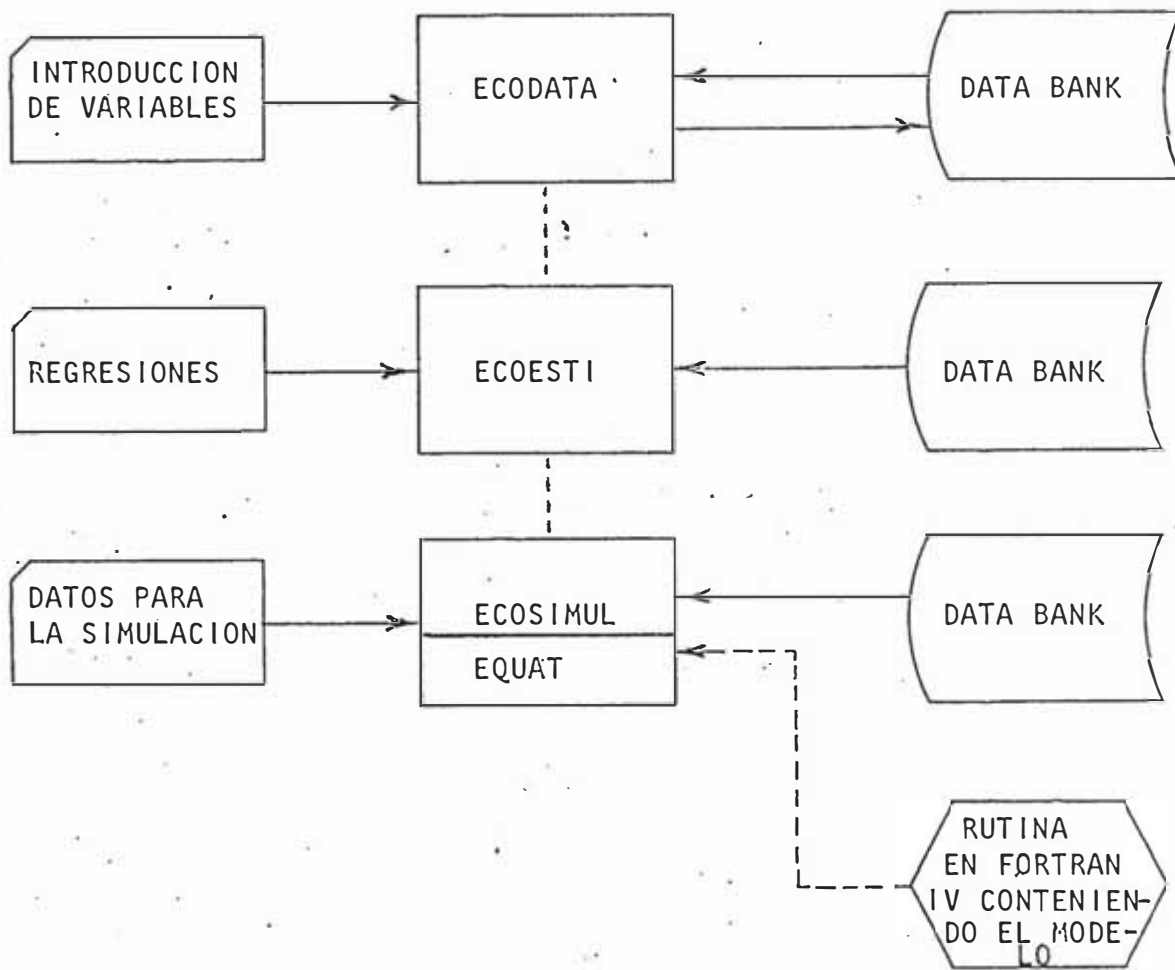 INTRODUCCION
DE VARIABLES
ECODATA
DATA BANK
REGRESIONES
ECOESTI
DATA BANK
DATOS PARA
LA SIMULACION
ECOSIMUL
EQUAT
DATA BANK
RUTINA
EN FORTRAN
IV CONTENIEN-
DO EL MODE-
LO